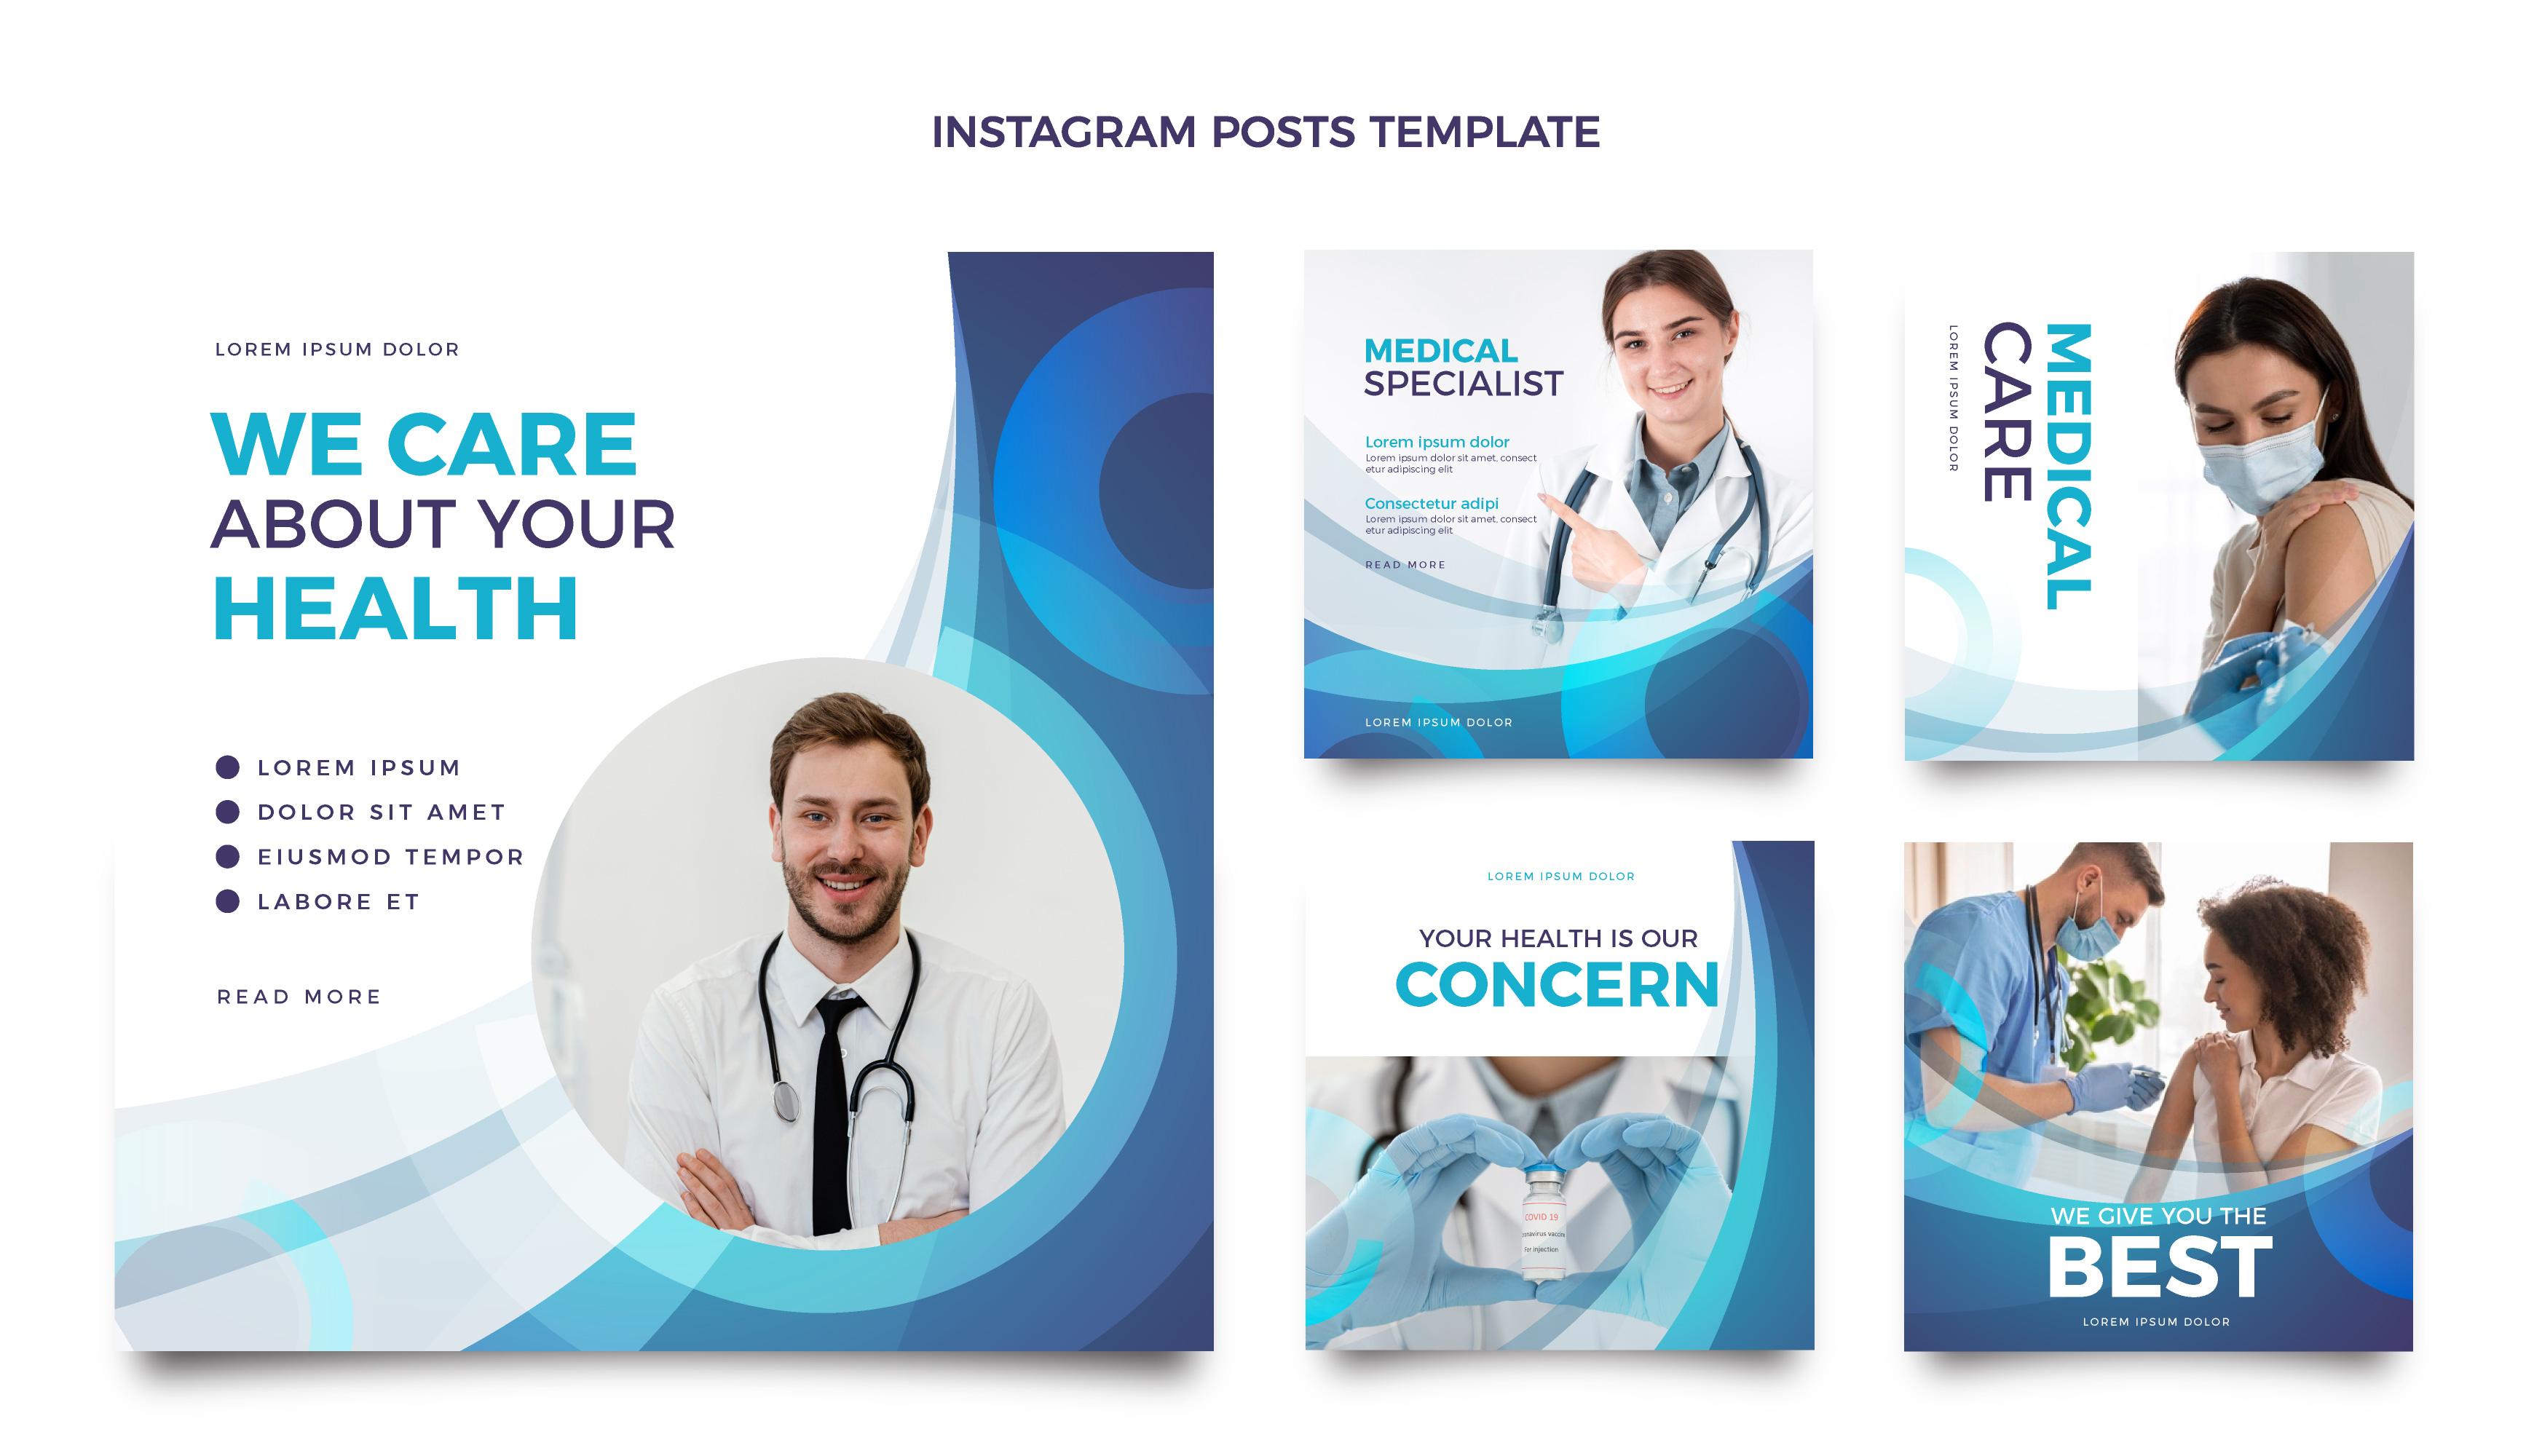 INSTAGRAM POSTS TEMPLATE
LOREM IPSUM DOLOR
WE CARE
ABOUT YOUR
HEALTH
LOREM IPSUM
DOLOR SIT AMET
EIUSMOD TEMPOR
LABORE ET
READ MORE
MEDICAL
SPECIALIST
Lorem ipsum dolor
Lorem ipsum dolor sit amet, consect
etur adipiscing elit
Consectetur adipi
Lorem ipsum dolor sit amet, consect
etur adipiscing elit
READ MORE
LOREM IPSUM DOLOR
MEDICAL
CARE
LOREM IPSUM DOLOR
LOREM IPSUM DOLOR
YOUR HEALTH IS OUR
CONCERN
COVID 19
vaccin
For injection
WE GIVE YOU THE
BEST
LOREM IPSUM DOLOR